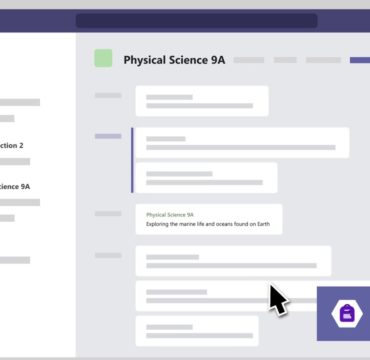 Physical Science 9A
ction 2
cience 9A
Physical Science 9A
Exploring the marine life and oceans found on Earth